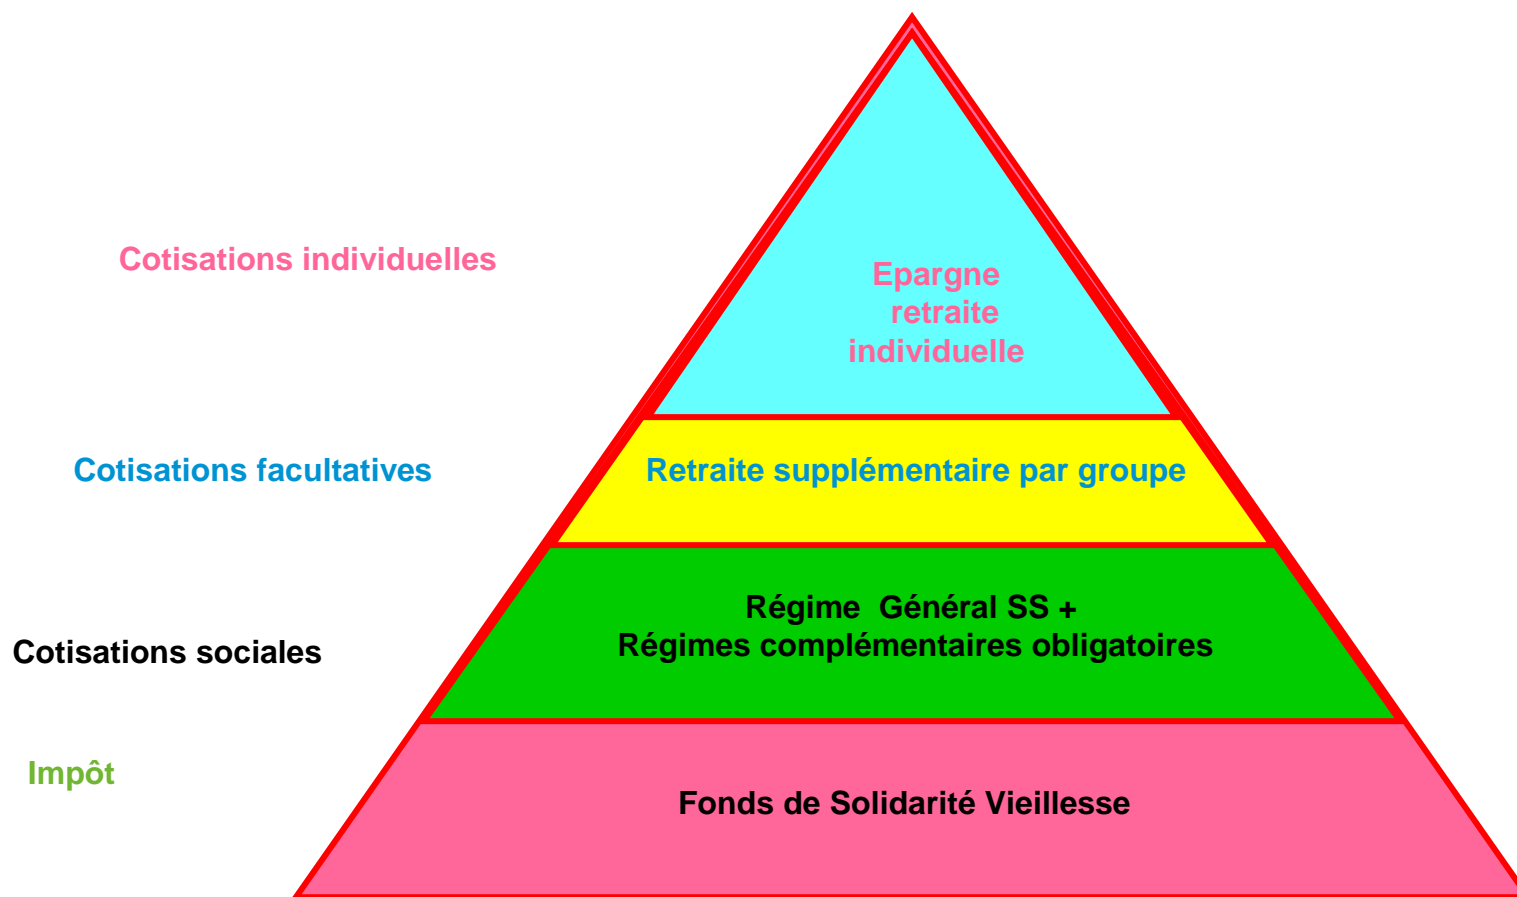 Cotisations individuelles
Epargne
retraite
individuelle
Cotisations facultatives
Retraite supplémentaire par groupe
Régime Général SS +
Régimes complémentaires obligatoires
Cotisations sociales
Impôt
Fonds de Solidarité Vieillesse